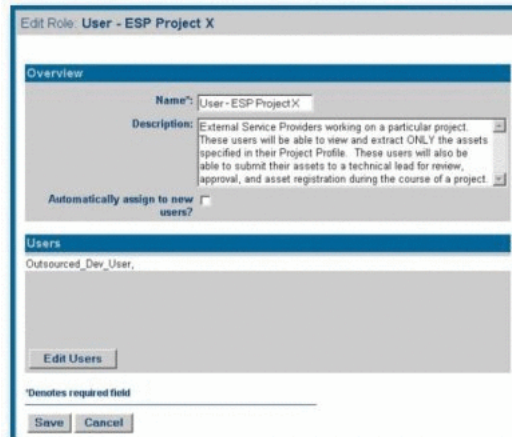 Edit Role: User - ESP Project X
Overview
Name*: User - ESP Project X
Description: External Service Providers working on a particular project.
These users will be able to view and extract ONLY the assets
specified in their Project Profile. These users will also be
able to submit their assets to a technical lead for review,
approval, and asset registration during the course of a project.
Automatically assign to new
users?
Users
Outsourced_Dev_User,
Edit Users
*Denotes required field
Save Cancel